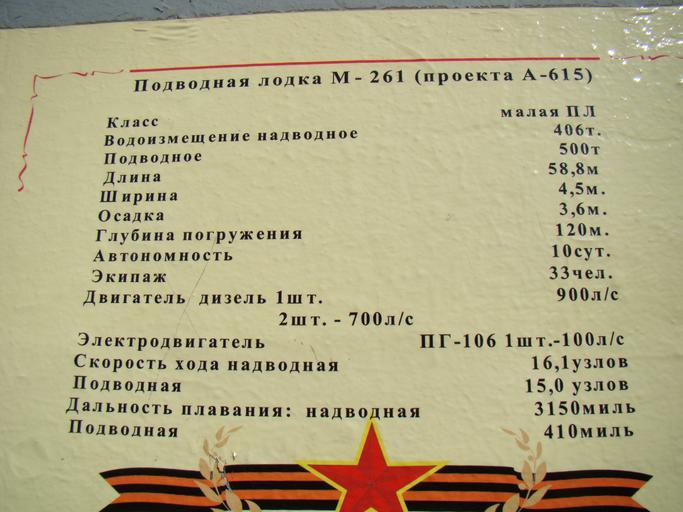 Подводная лодка М- 261 (проекта А-615)
Класс малая ПЛ
Водоизмещение надводное 406т.
Подводное 500т
Длина 58,8м
Ширина 4,5м.
Осадка 3,6м.
Глубина погружения 120м.
Автономность 10сут.
Экипаж 33чел.
Двигатель дизель 1шт. 900л/с
2шт. - 700л/с
Электродвигатель ПГ-106 1шт.-100л/с
Скорость хода надводная 16,1узлов
Подводная 15,0 узлов
Дальность плавания: надводная 3150миль
Подводная 410миль